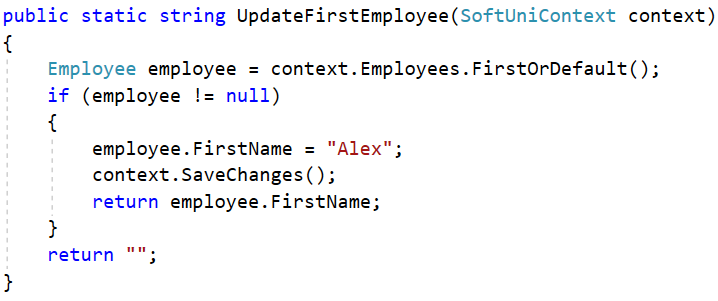 public static string UpdateFirstEmployee(SoftUniContext context)
{
    Employee employee = context.Employees.FirstOrDefault();
    if (employee != null)
    {
        employee.FirstName = "Alex";
        context.SaveChanges();
        return employee.FirstName;
    }
    return "";
}